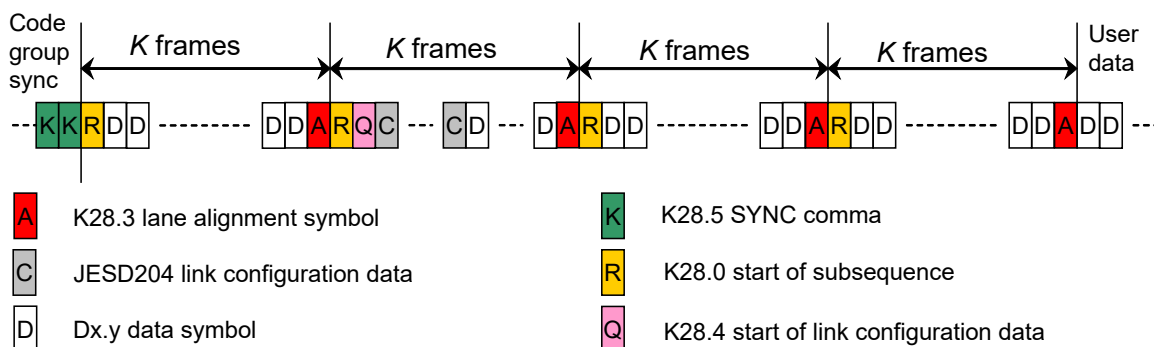 Code group sync
K frames
K frames
K frames
K frames
User data
K K R D D D D A R Q C C D D A R D D D D A R D D D D A D D
A K28.3 lane alignment symbol
K K28.5 SYNC comma
C JESD204 link configuration data
R K28.0 start of subsequence
D Dx.y data symbol
Q K28.4 start of link configuration data